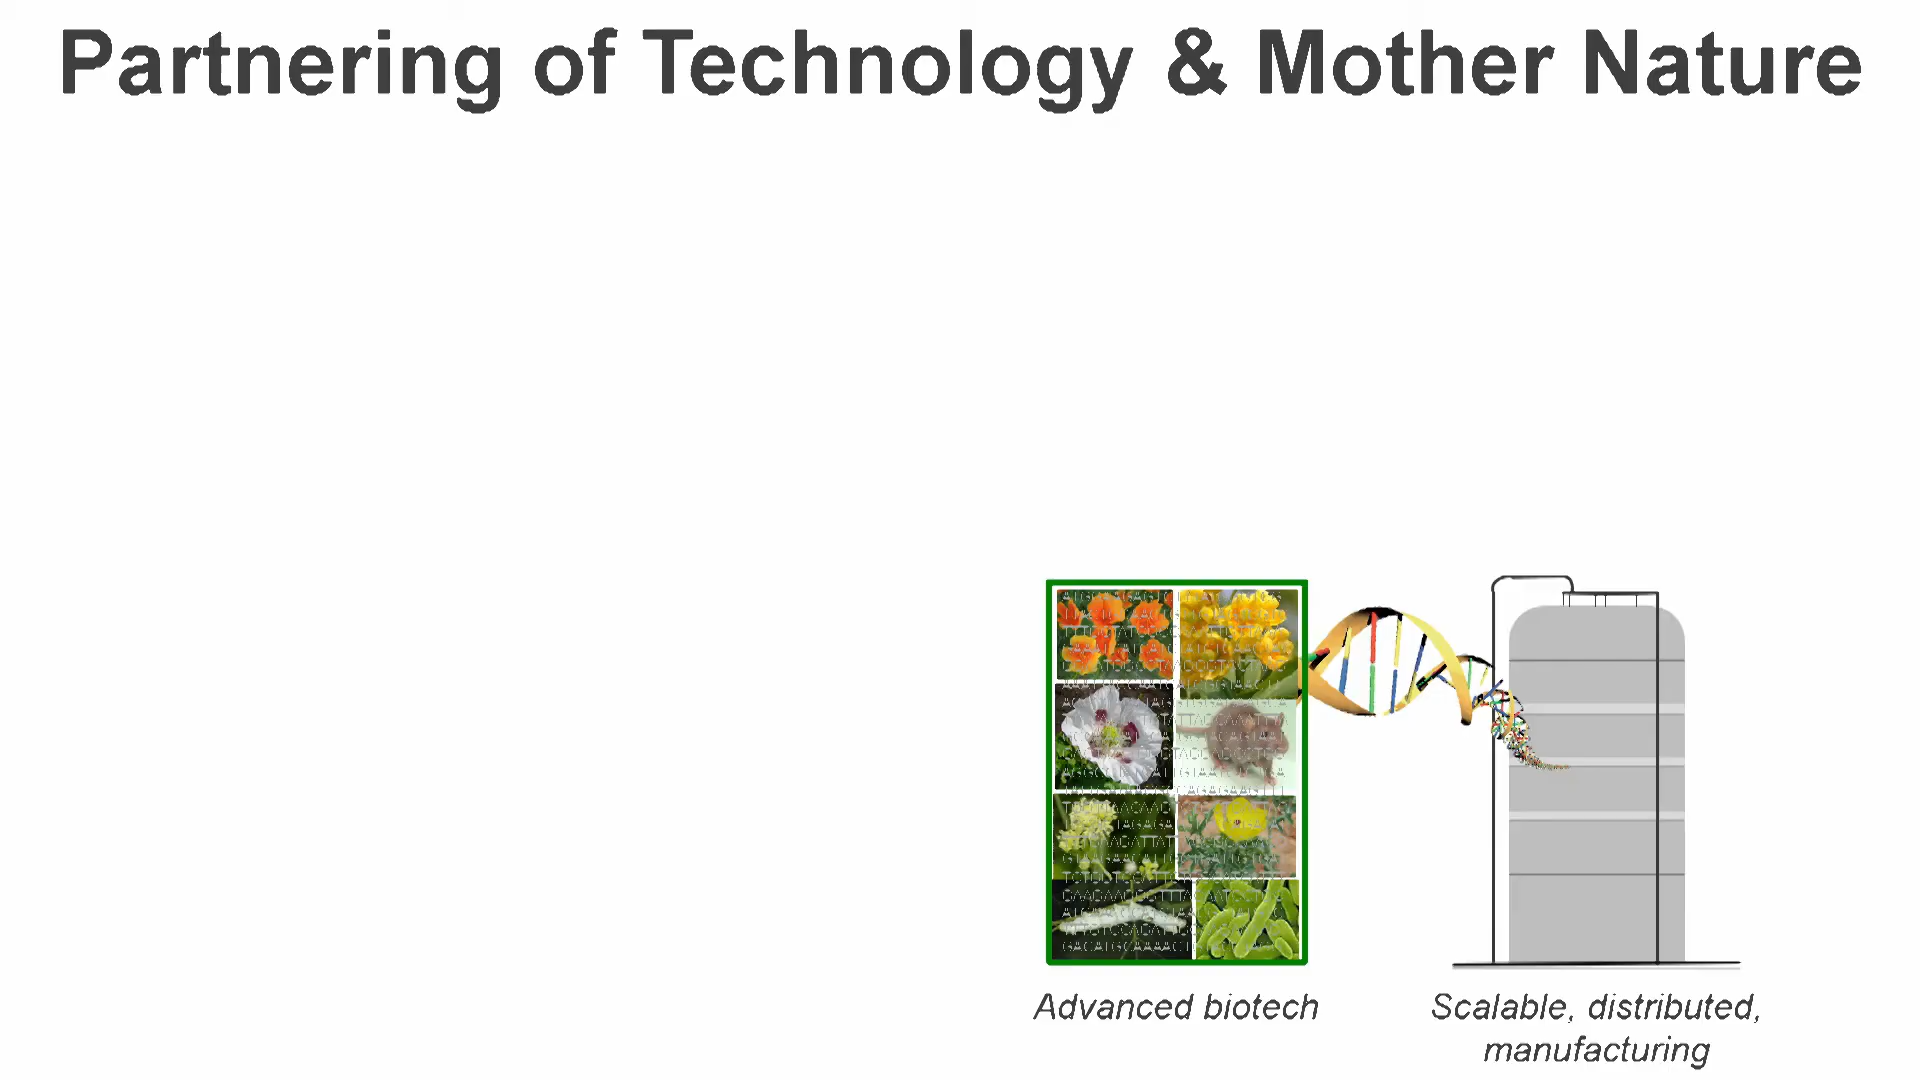 Partnering of Technology & Mother Nature
Advanced biotech
Scalable, distributed,
manufacturing